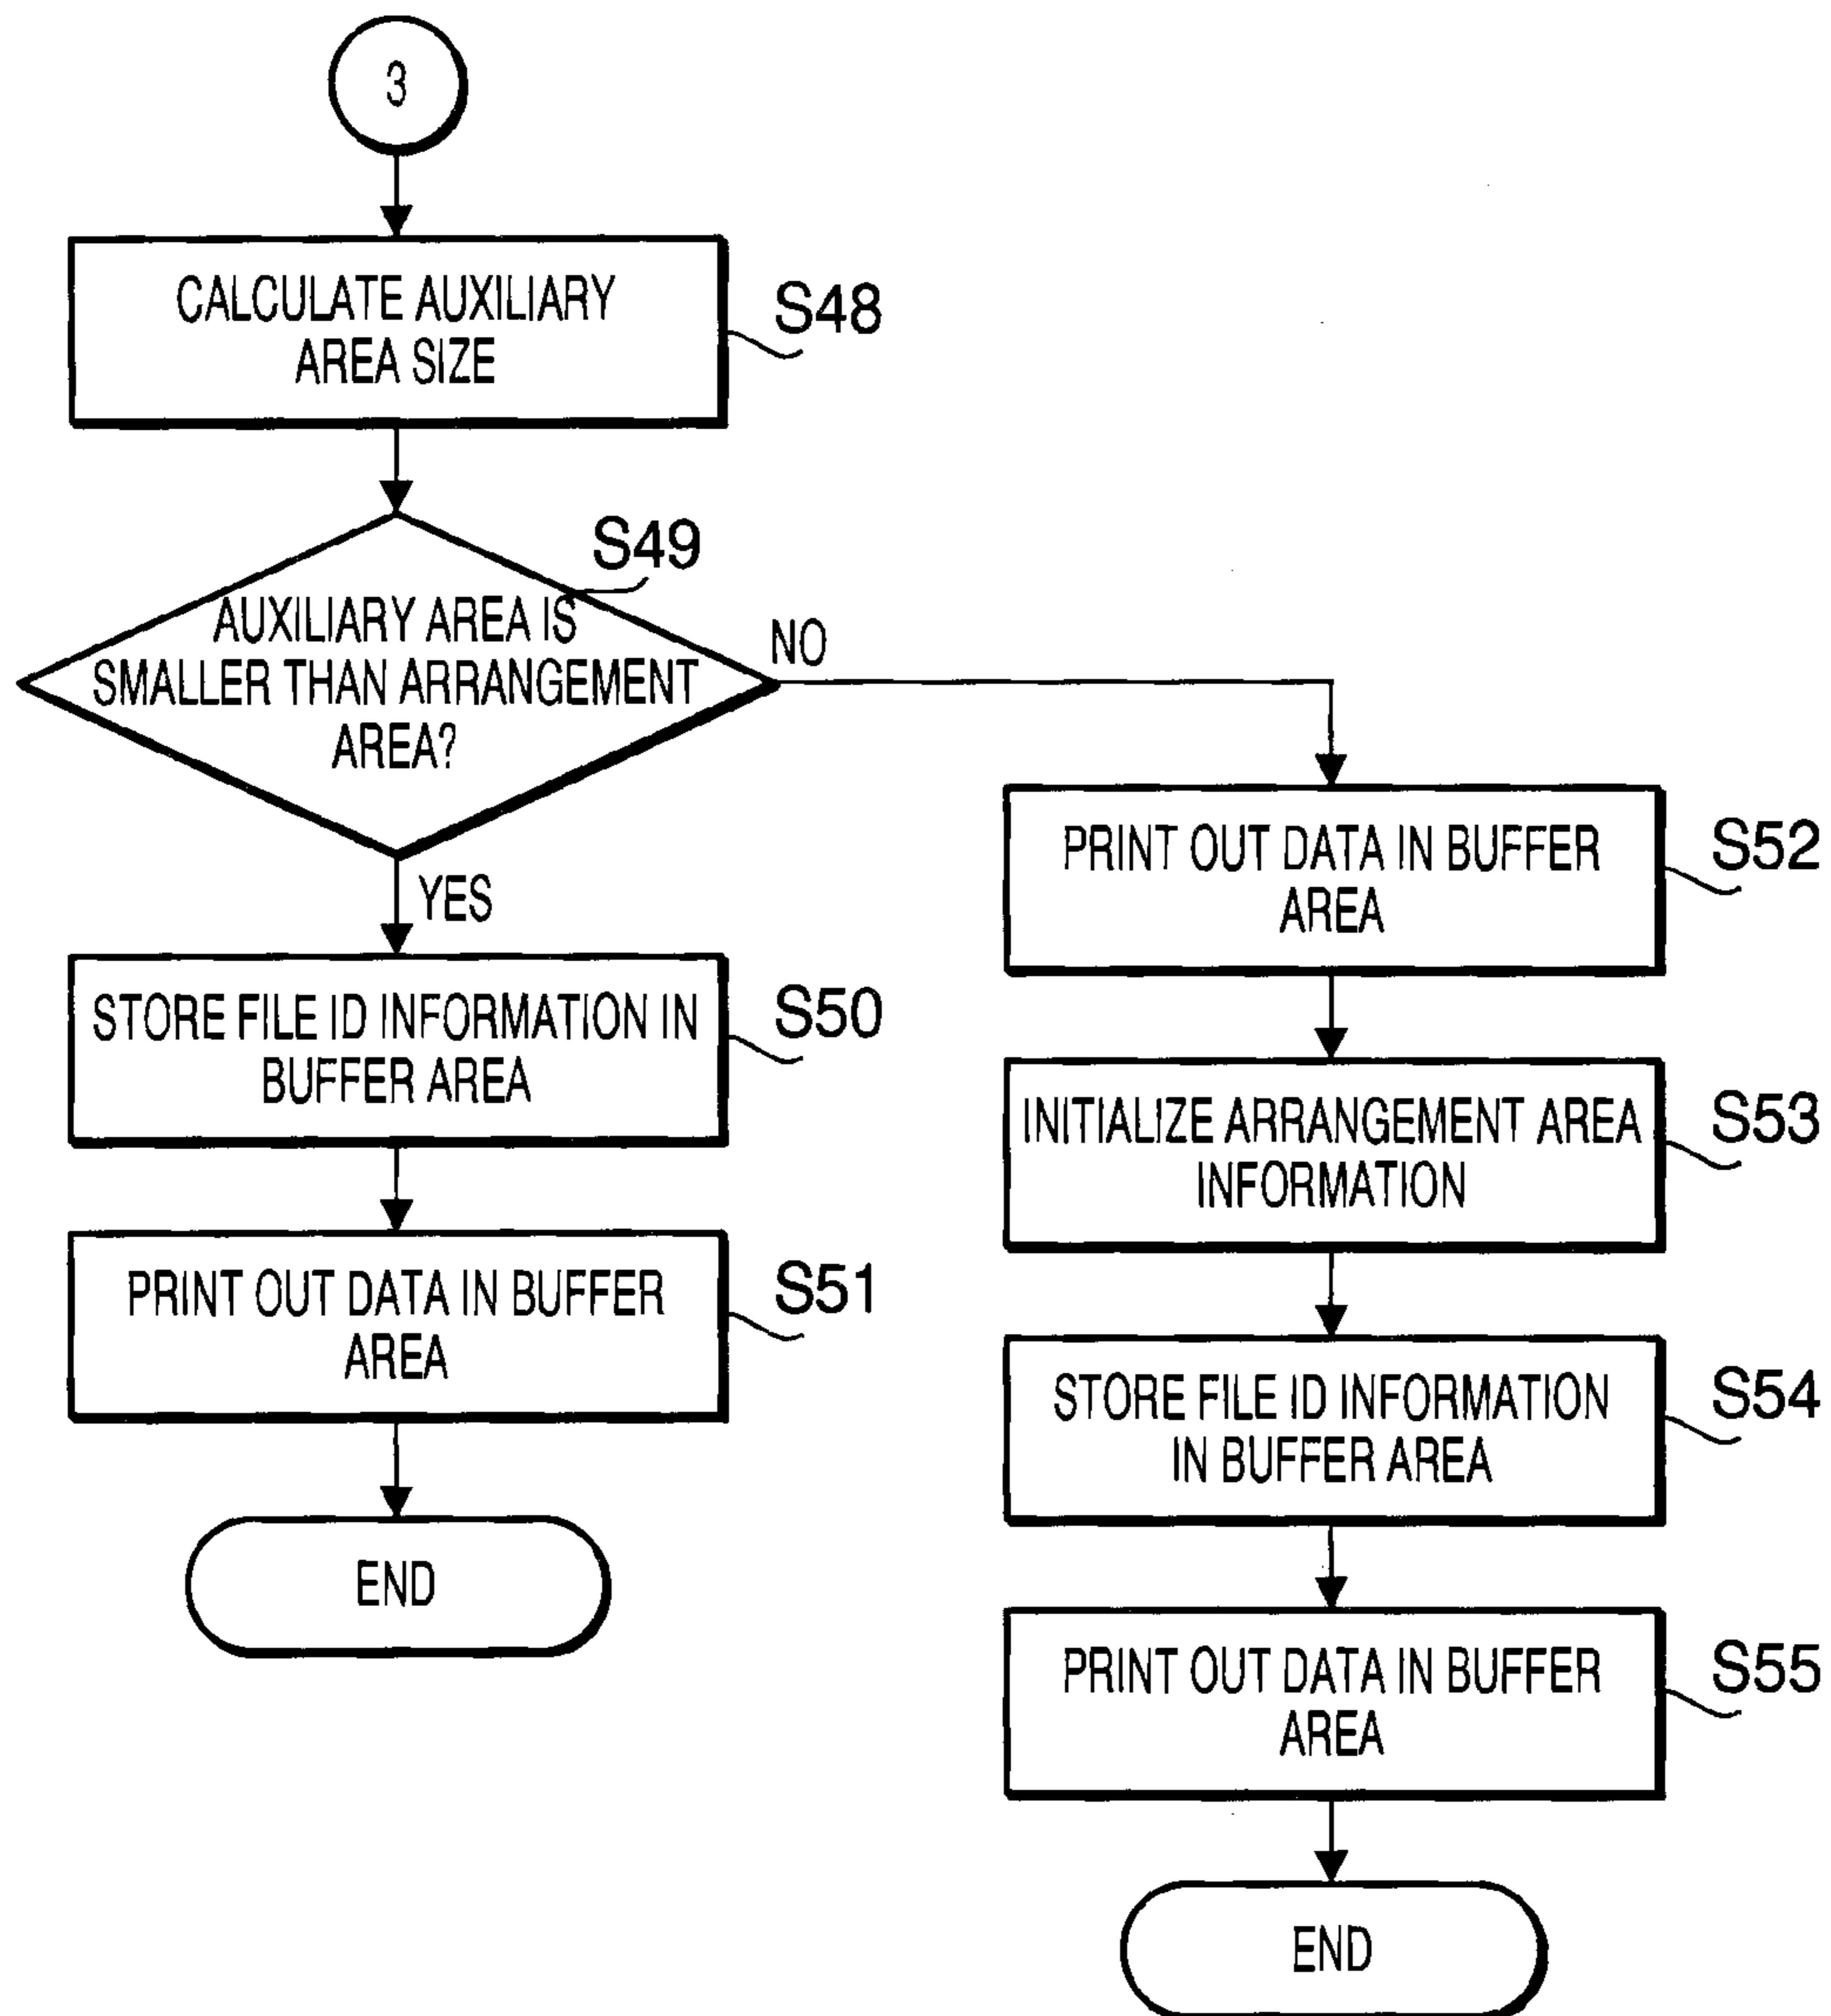 3
CALCULATE AUXILIARY
AREA SIZE
S48
S49
AUXILIARY AREA IS
SMALLER THAN ARRANGEMENT
AREA?
NO
YES
STORE FILE ID INFORMATION IN
BUFFER AREA
S50
PRINT OUT DATA IN BUFFER
AREA
S51
END
PRINT OUT DATA IN BUFFER
AREA
S52
INITIALIZE ARRANGEMENT AREA
INFORMATION
S53
STORE FILE ID INFORMATION
IN BUFFER AREA
S54
PRINT OUT DATA IN BUFFER
AREA
S55
END